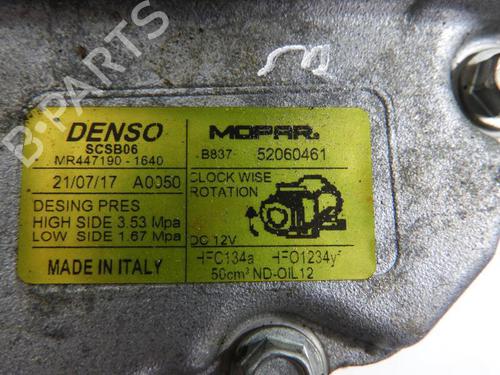 DENSO
SCSB06
MR447190 - 1640
MOPAR.
B837 52060461
21/07/17 A0050
CLOCK WISE
ROTATION
DESING PRES
HIGH SIDE 3.53 Mpa
LOW SIDE 1.67 Mpa
DC 12V
MADE IN ITALY
HFC134a HFO1234yf
50cm³ ND-OIL12
B-PARTS